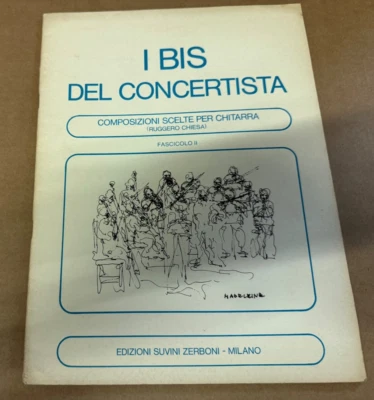 I BIS
DEL CONCERTISTA
COMPOSIZIONI SCELTE PER CHITARRA
(RUGGERO CHIESA)
FASCICOLO II
MADELEINE
EDIZIONI SUVINI ZERBONI - MILANO